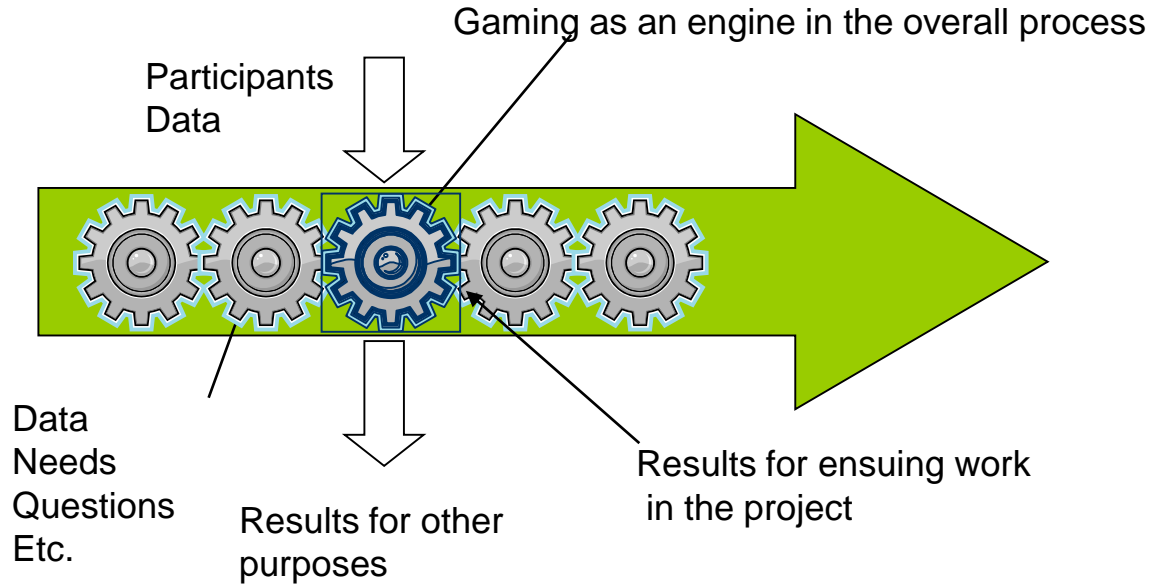 Gaming as an engine in the overall process
Participants
Data
Data
Needs
Questions
Etc.
Results for other
purposes
Results for ensuing work
in the project